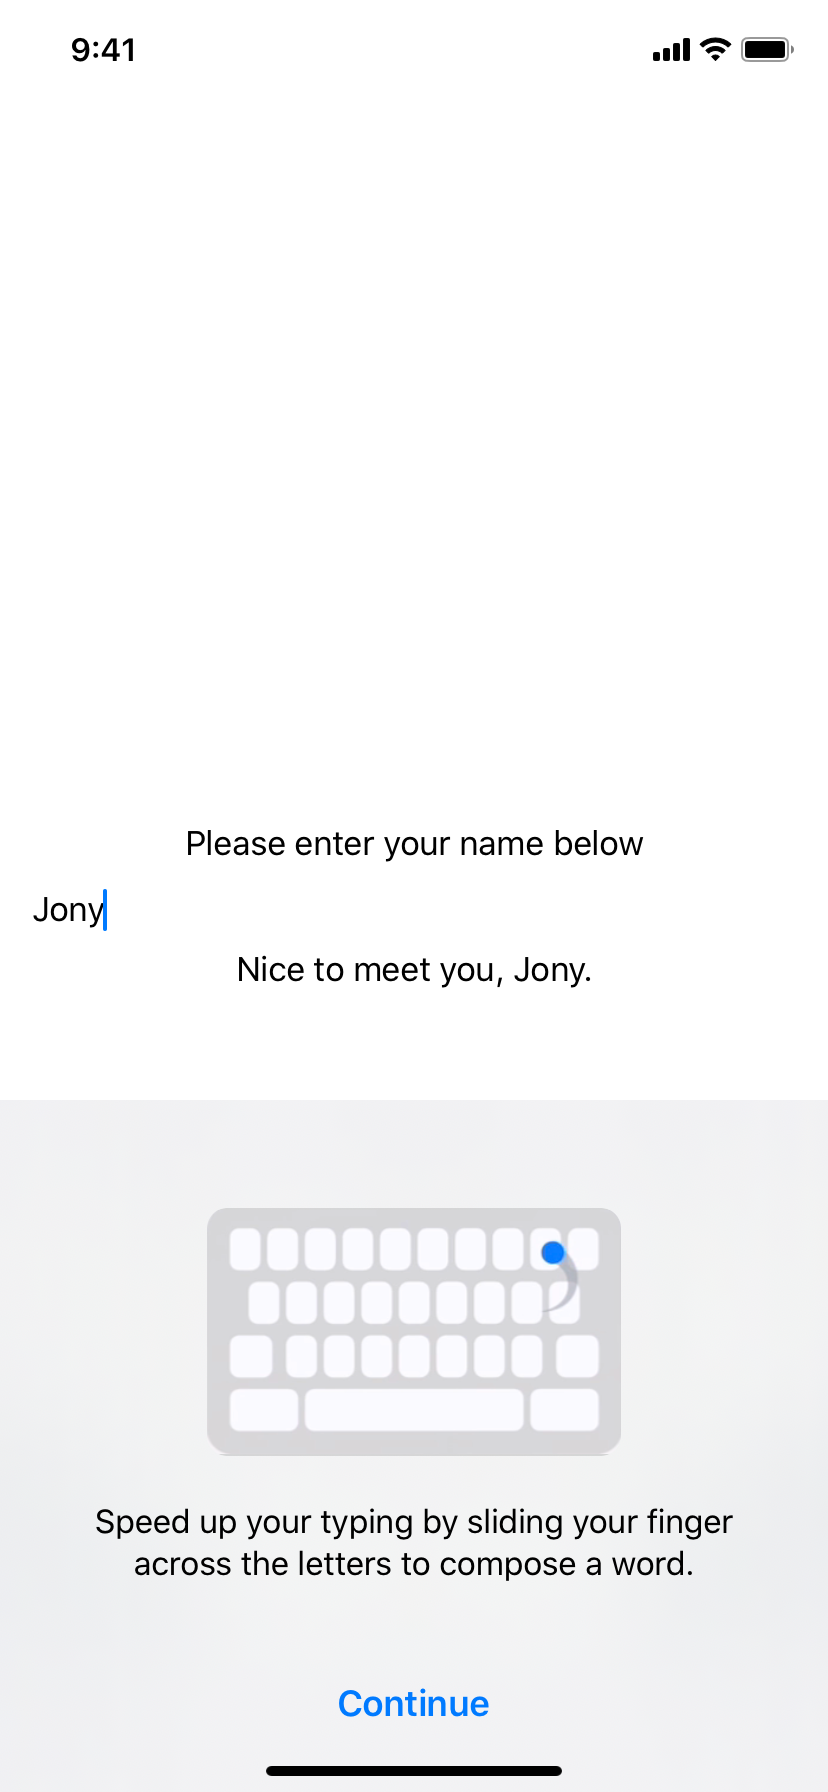 9:41
Please enter your name below
Jony
Nice to meet you, Jony.
Speed up your typing by sliding your finger
across the letters to compose a word.
Continue